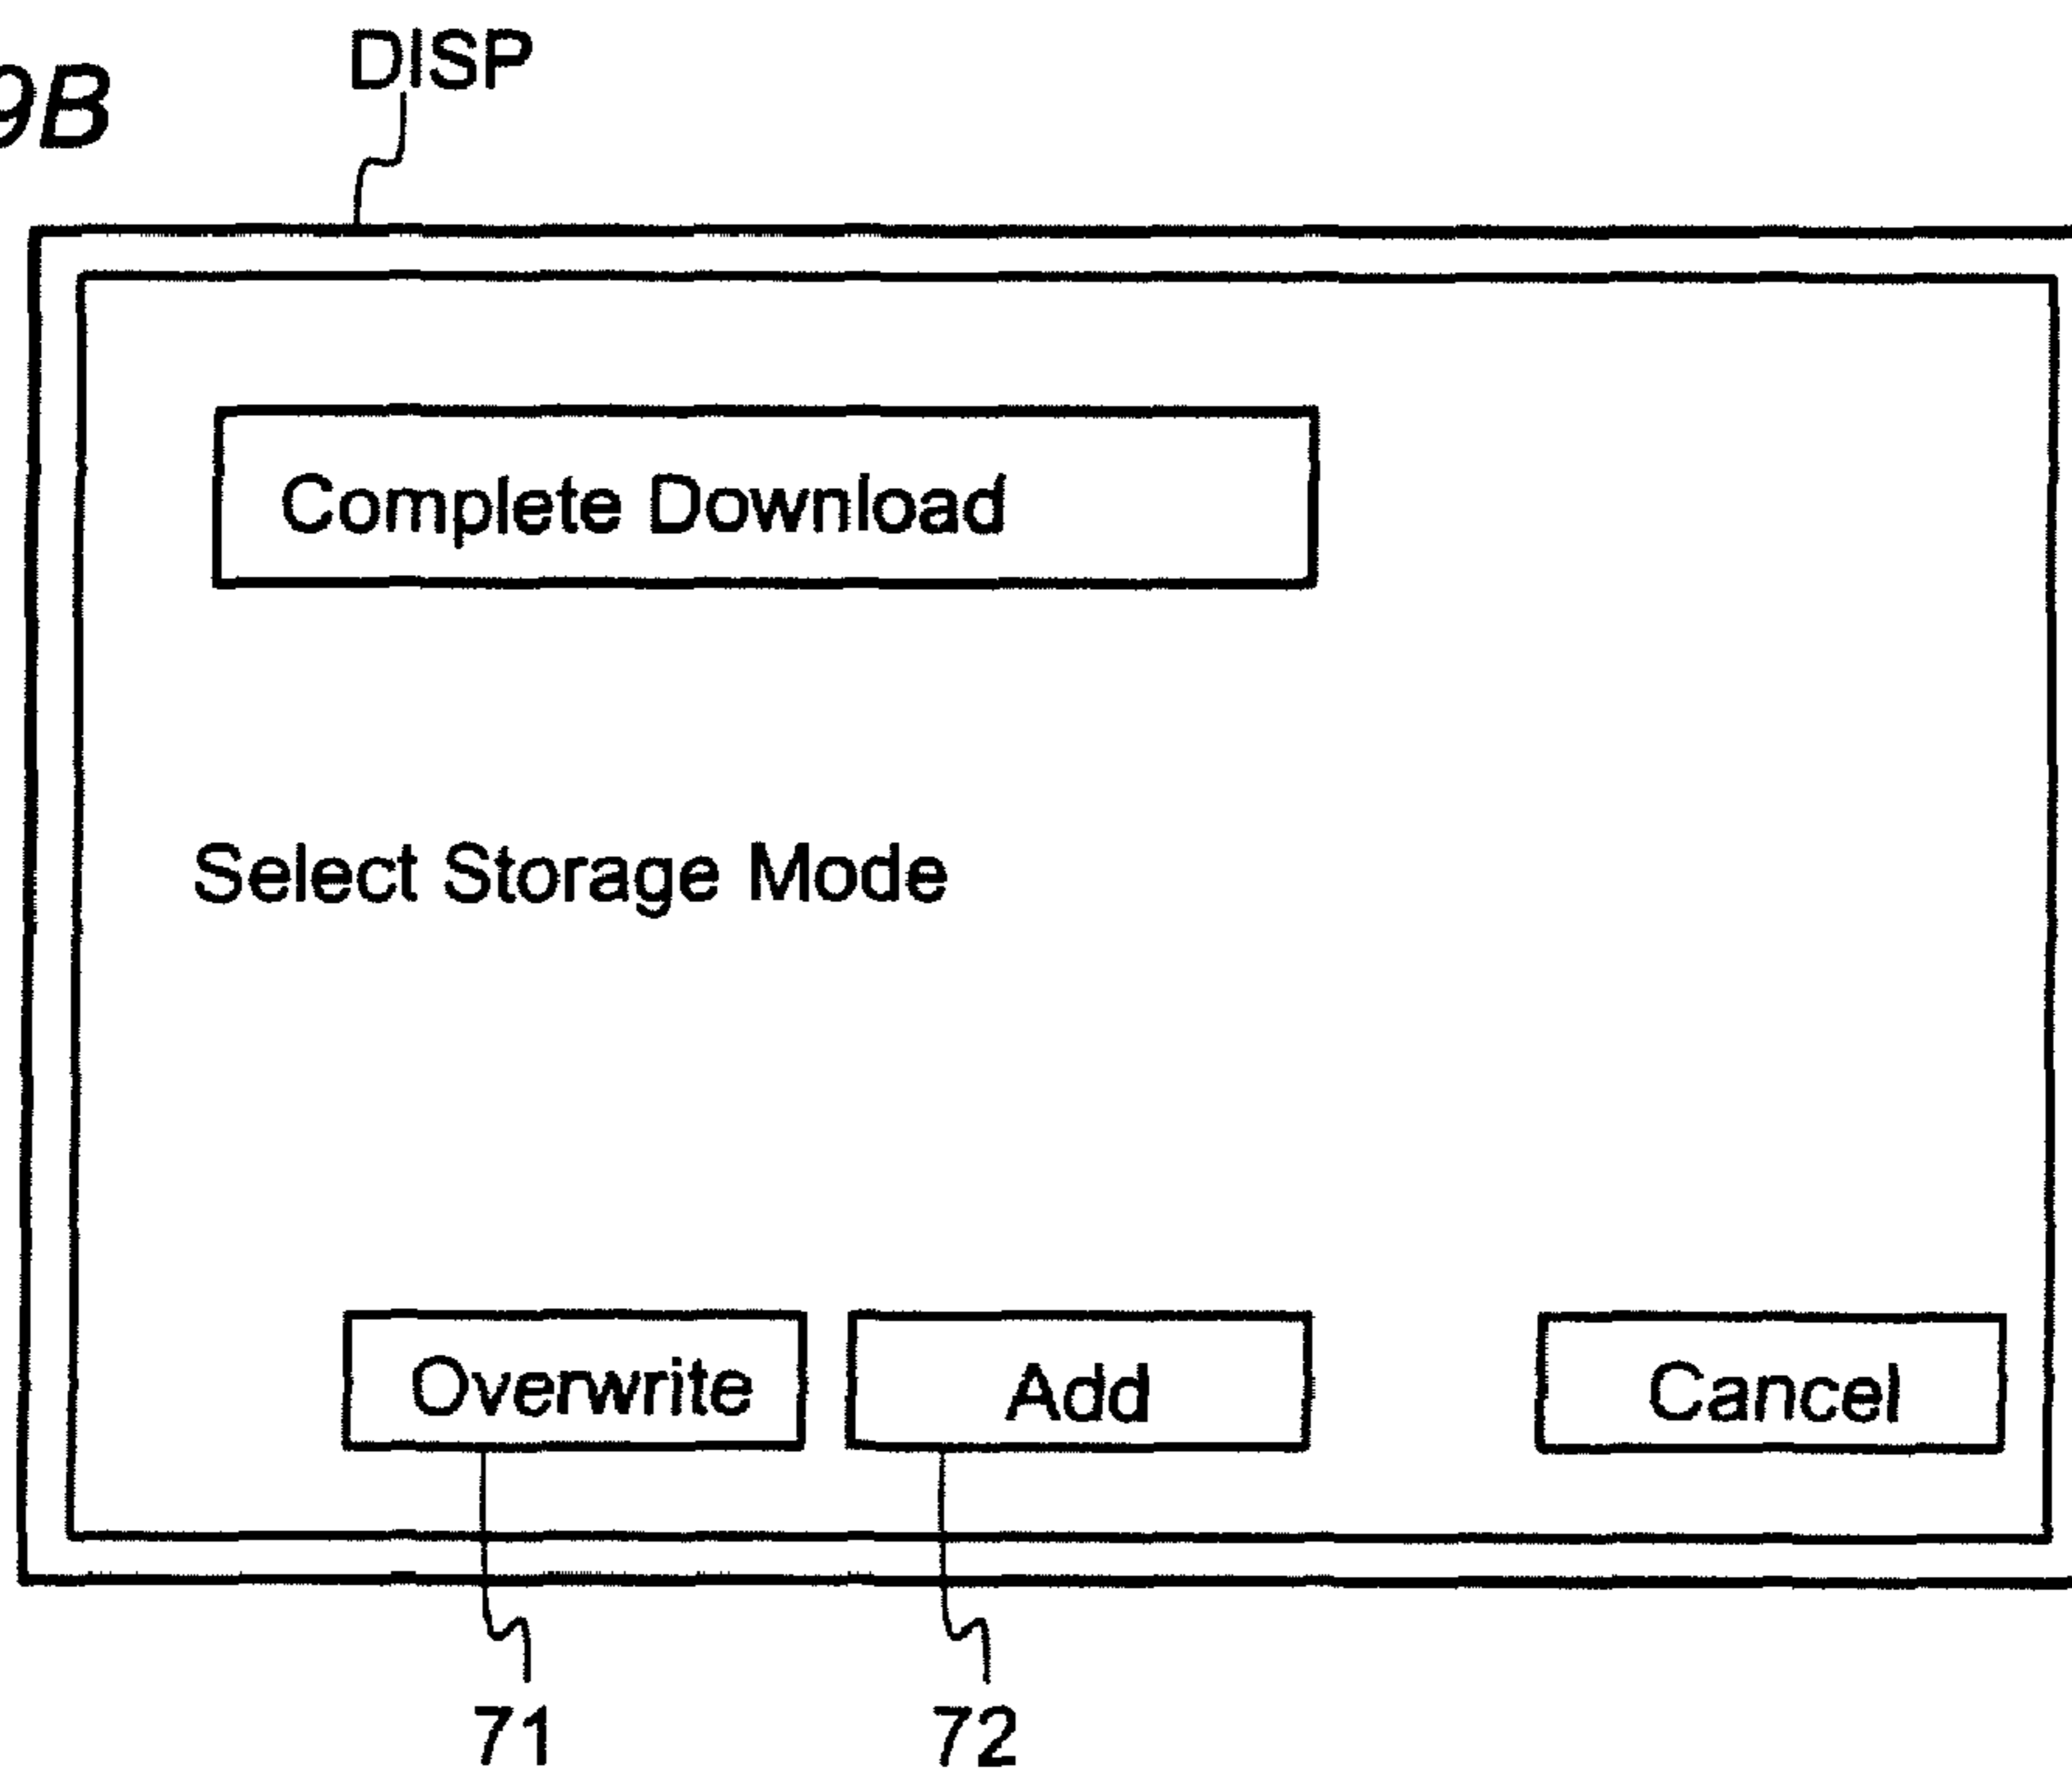 DISP
9B
Complete Download
Select Storage Mode
Overwrite Add Cancel
71 72